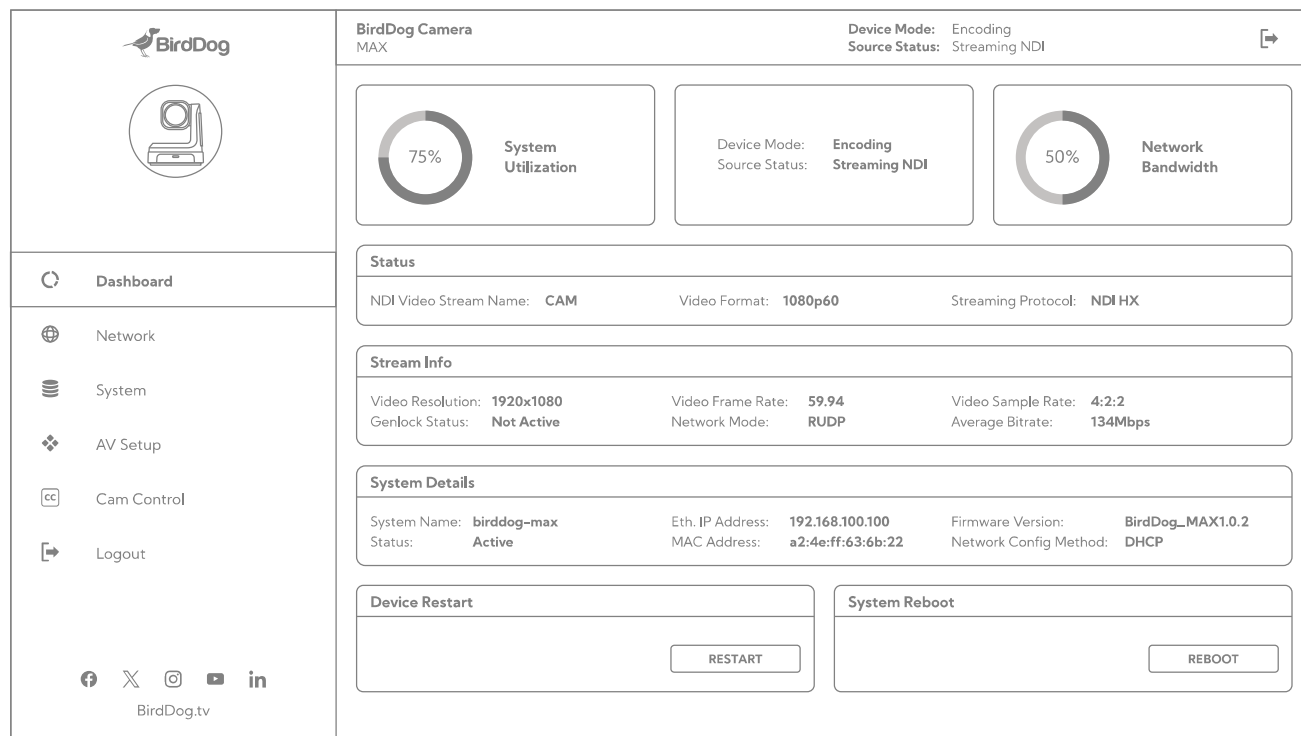 BirdDog
BirdDog Camera
MAX
Device Mode: Encoding
Source Status: Streaming NDI
75%
System
Utilization
Device Mode: Encoding
Source Status: Streaming NDI
50%
Network
Bandwidth
Dashboard
Network
System
AV Setup
CC
Cam Control
Logout
BirdDog.tv
Status
NDI Video Stream Name: CAM Video Format: 1080p60 Streaming Protocol: NDI HX
Stream Info
Video Resolution: 1920x1080 Video Frame Rate: 59.94 Video Sample Rate: 4:2:2
Genlock Status: Not Active Network Mode: RUDP Average Bitrate: 134Mbps
System Details
System Name: birddog-max Eth. IP Address: 192.168.100.100 Firmware Version: BirdDog_MAX1.0.2
Status: Active MAC Address: a2:4e:ff:63:6b:22 Network Config Method: DHCP
Device Restart
RESTART
System Reboot
REBOOT